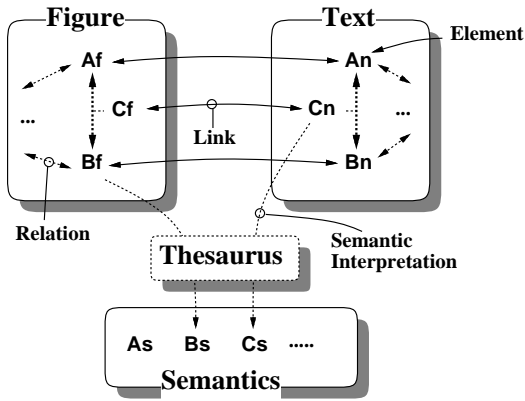 Figure
Text
Element
Af
An
...
Cf
Cn
...
Link
Bf
Bn
Relation
Semantic
Interpretation
Thesaurus
As Bs Cs .....
Semantics